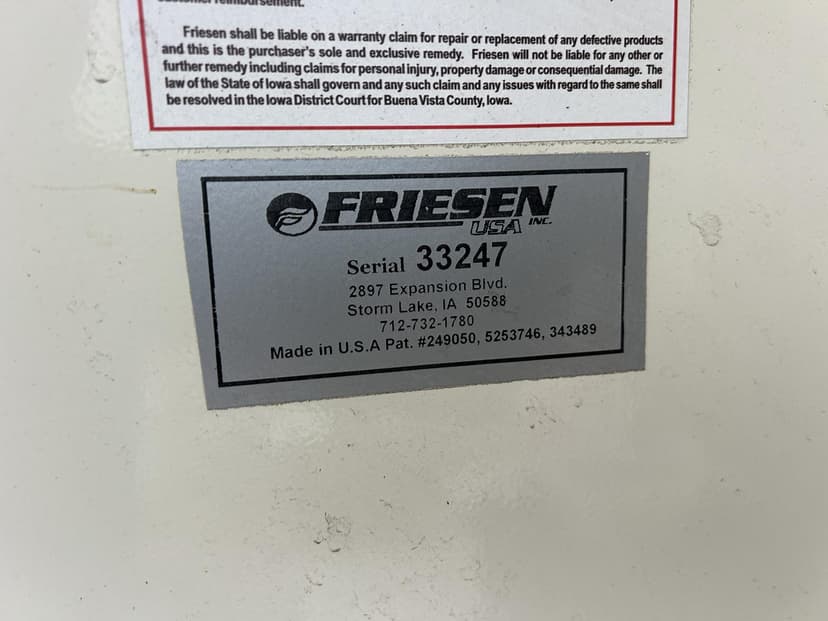 customer reimbursement.
Friesen shall be liable on a warranty claim for repair or replacement of any defective products
and this is the purchaser's sole and exclusive remedy. Friesen will not be liable for any other or
further remedy including claims for personal injury, property damage or consequential damage. The
law of the State of Iowa shall govern and any such claim and any issues with regard to the same shall
be resolved in the Iowa District Court for Buena Vista County, Iowa.
FRIESEN
USA INC.
Serial 33247
2897 Expansion Blvd.
Storm Lake, IA 50588
712-732-1780
Made in U.S.A Pat. #249050, 5253746, 343489